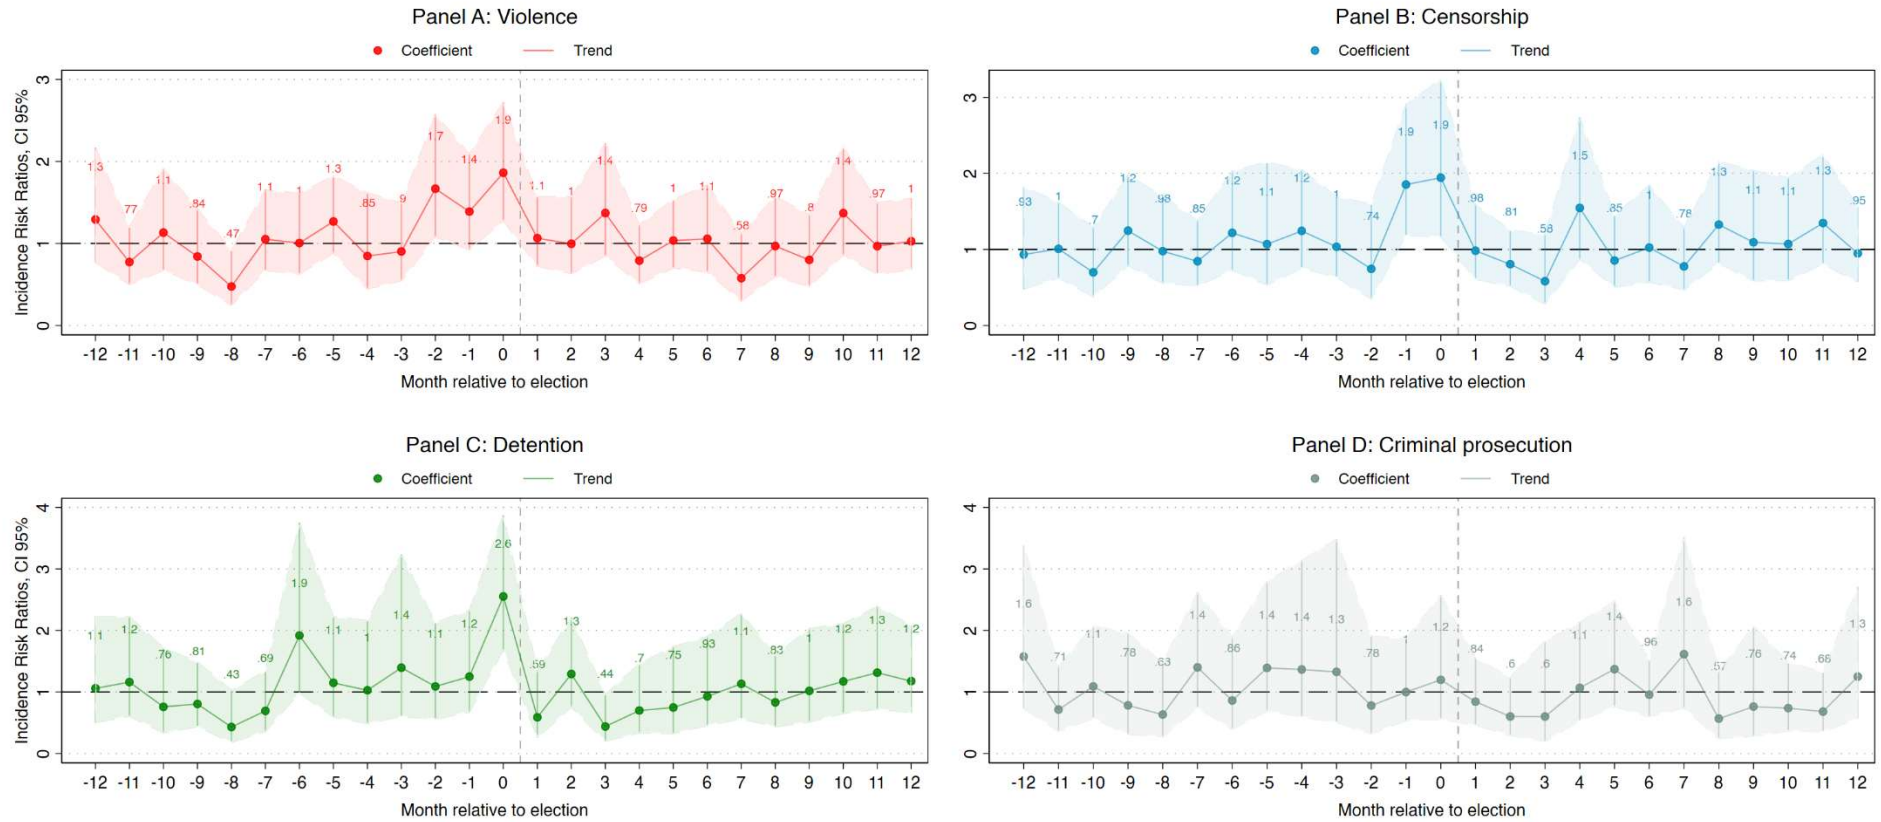 Panel A: Violence
Coefficient Trend
Incidence Risk Ratios, CI 95%
3
2
1
0
1.3 .77 1.1 .84 .47 1.1 1 1.3 .85 .9 1.7 1.4 1.9 1.1 1 1.4 .79 1 1.1 .58 .97 .8 1.4 .97 1
-12 -11 -10 -9 -8 -7 -6 -5 -4 -3 -2 -1 0 1 2 3 4 5 6 7 8 9 10 11 12
Month relative to election
Panel B: Censorship
Coefficient Trend
3
2
1
0
.93 1 .7 1.2 .98 .85 1.2 1.1 1.2 1 .74 1.9 1.9 .98 .81 .58 1.5 .85 1 .78 1.3 1.1 1.1 1.3 .95
-12 -11 -10 -9 -8 -7 -6 -5 -4 -3 -2 -1 0 1 2 3 4 5 6 7 8 9 10 11 12
Month relative to election
Panel C: Detention
Coefficient Trend
Incidence Risk Ratios, CI 95%
4
3
2
1
0
1.1 1.2 .76 .81 .43 .69 1.9 1.1 1 1.4 1.1 1.2 2.6 .59 1.3 .44 .7 .75 .93 1.1 .83 1 1.2 1.3 1.2
-12 -11 -10 -9 -8 -7 -6 -5 -4 -3 -2 -1 0 1 2 3 4 5 6 7 8 9 10 11 12
Month relative to election
Panel D: Criminal prosecution
Coefficient Trend
4
3
2
1
0
1.6 .71 1.1 .78 .63 1.4 .86 1.4 1.4 1.3 .78 1 1.2 .84 .6 .6 1.1 1.4 .96 1.6 .57 .76 .74 .68 1.3
-12 -11 -10 -9 -8 -7 -6 -5 -4 -3 -2 -1 0 1 2 3 4 5 6 7 8 9 10 11 12
Month relative to election